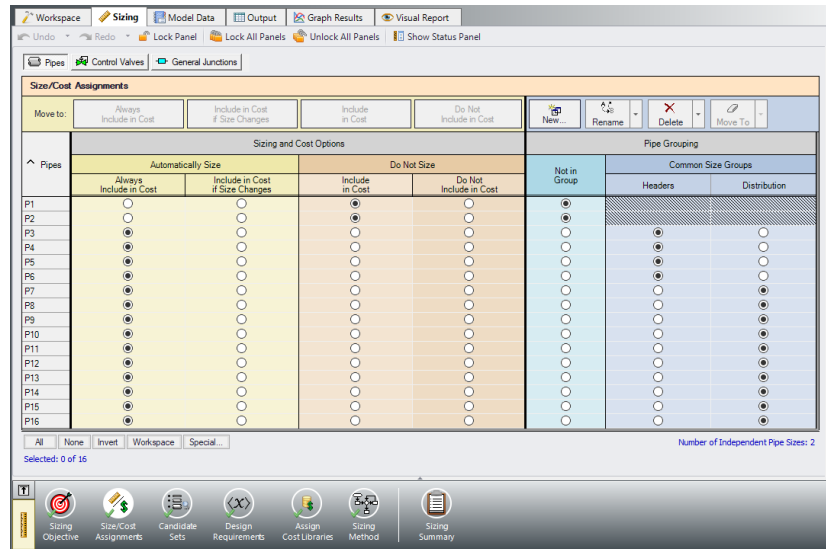 Workspace Sizing Model Data Output Graph Results Visual Report
Undo Redo Lock Panel Lock All Panels Unlock All Panels Show Status Panel
Pipes Control Valves General Junctions
Size/Cost Assignments
Move to: Always Include in Cost Include in Cost if Size Changes Include in Cost Do Not Include in Cost New... Rename Delete Move To
Sizing and Cost Options Pipe Grouping
Pipes Automatically Size Do Not Size Not in Group Common Size Groups
Always Include in Cost Include in Cost if Size Changes Include in Cost Do Not Include in Cost Headers Distribution
P1
P2
P3
P4
P5
P6
P7
P8
P9
P10
P11
P12
P13
P14
P15
P16
All None Invert Workspace Special... Number of Independent Pipe Sizes: 2
Selected: 0 of 16
Sizing Objective Size/Cost Assignments Candidate Sets Design Requirements Assign Cost Libraries Sizing Method Sizing Summary